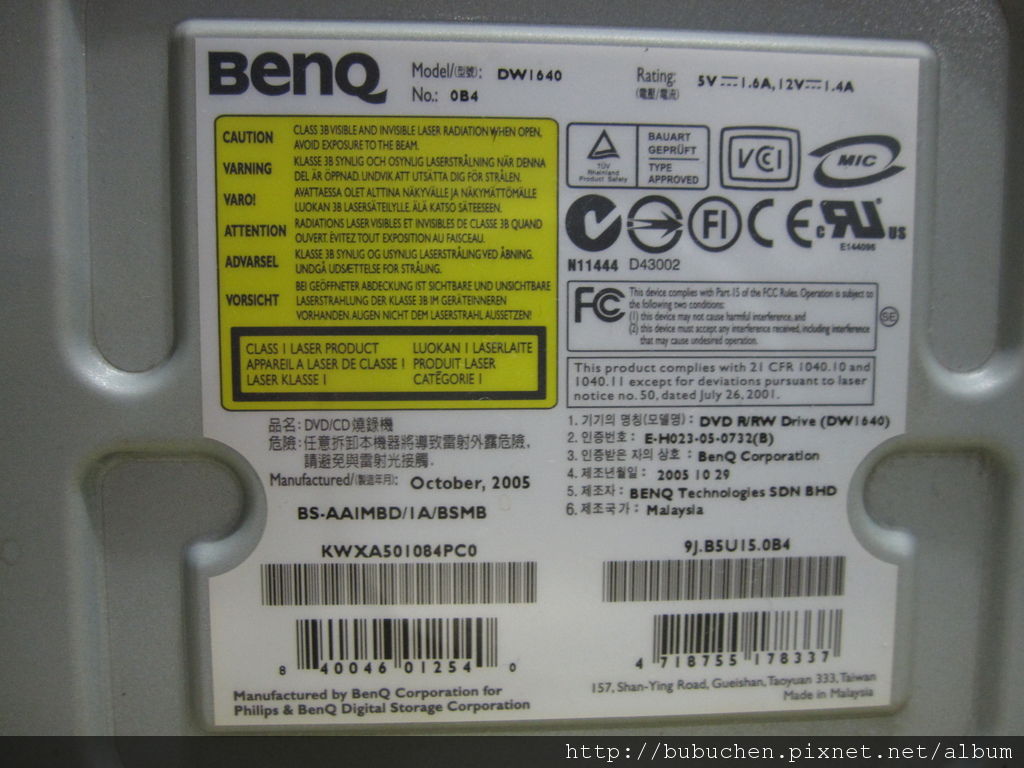 BenQ
Model/(型號): DW1640
No.: 0B4
Rating: 5V⎓1.6A, 12V⎓1.4A
(電壓/電流)
CAUTION CLASS 3B VISIBLE AND INVISIBLE LASER RADIATION WHEN OPEN.
AVOID EXPOSURE TO THE BEAM.
VARNING KLASSE 3B SYNLIG OCH OSYNLIG LASERSTRÅLNING NÄR DENNA
DEL ÄR ÖPPNAD. UNDVIK ATT UTSÄTTA DIG FÖR STRÅLEN.
VARO! AVATTAESSA OLET ALTTINA NÄKYVÄLLE JA NÄKYMÄTTÖMÄLLE
LUOKAN 3B LASERSÄTEILYLLE. ÄLÄ KATSO SÄTEESEEN.
ATTENTION RADIATIONS LASER VISIBLES ET INVISIBLES DE CLASSE 3B QUAND
OUVERT. ÉVITEZ TOUT EXPOSITION AU FAISCEAU.
ADVARSEL KLASSE 3B SYNLIG OG USYNLIG LASERSTRÅLING VED ÅBNING.
UNDGÅ UDSÆTTELSE FOR STRÅLING.
VORSICHT BEI GEÖFFNETER ABDECKUNG IST SICHTBARE UND UNSICHTBARE
LASERSTRAHLUNG DER KLASSE 3B IM GERÄTEINNEREN
VORHANDEN. AUGEN NICHT DEM LASERSTRAHL AUSSETZEN!
CLASS 1 LASER PRODUCT LUOKAN 1 LASERLAITE
APPAREIL A LASER DE CLASSE 1 PRODUIT LASER
LASER KLASSE 1 CATÉGORIE 1
TÜV
Rheinland
Product Safety
BAUART
GEPRÜFT
TYPE
APPROVED
VCI
MIC
FI
CE
c RU us
E144096
N11444 D43002
FC This device complies with Part-15 of the FCC Rules. Operation is subject to
the following two conditions:
(1) this device may not cause harmful interference, and
(2) this device must accept any interference received, including interference
that may cause undesired operation.
SE
This product complies with 21 CFR 1040.10 and
1040.11 except for deviations pursuant to laser
notice no. 50, dated July 26, 2001.
品名: DVD/CD燒錄機
危險: 任意拆卸本機器將導致雷射外露危險,
請避免與雷射光接觸.
Manufactured/(製造年月): October, 2005
BS-AA1MBD/1A/BSMB
1. 기기의 명칭(모델명) : DVD R/RW Drive (DW1640)
2. 인증번호 : E-H023-05-0732(B)
3. 인증받은 자의 상호 : BenQ Corporation
4. 제조년월일 : 2005 10 29
5. 제조자 : BENQ Technologies SDN BHD
6. 제조국가 : Malaysia
KWXA501084PC0
9J.B5U15.0B4
8 40046 01254 0
4 718755 178337
Manufactured by BenQ Corporation for
Philips & BenQ Digital Storage Corporation
157, Shan-Ying Road, Gueishan, Taoyuan 333, Taiwan
Made in Malaysia
http://bubuchen.pixnet.net/album